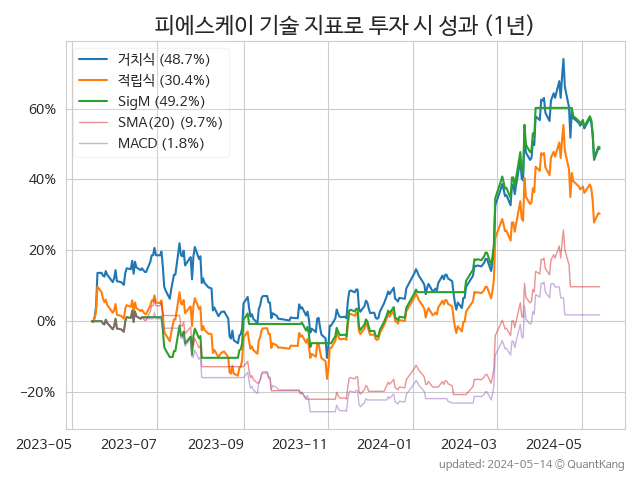 피에스케이 기술 지표로 투자 시 성과 (1년)
거치식 (48.7%)
적립식 (30.4%)
SigM (49.2%)
SMA(20) (9.7%)
MACD (1.8%)
60%
40%
20%
0%
−20%
2023-05 2023-07 2023-09 2023-11 2024-01 2024-03 2024-05
updated: 2024-05-14 ⓒ QuantKang